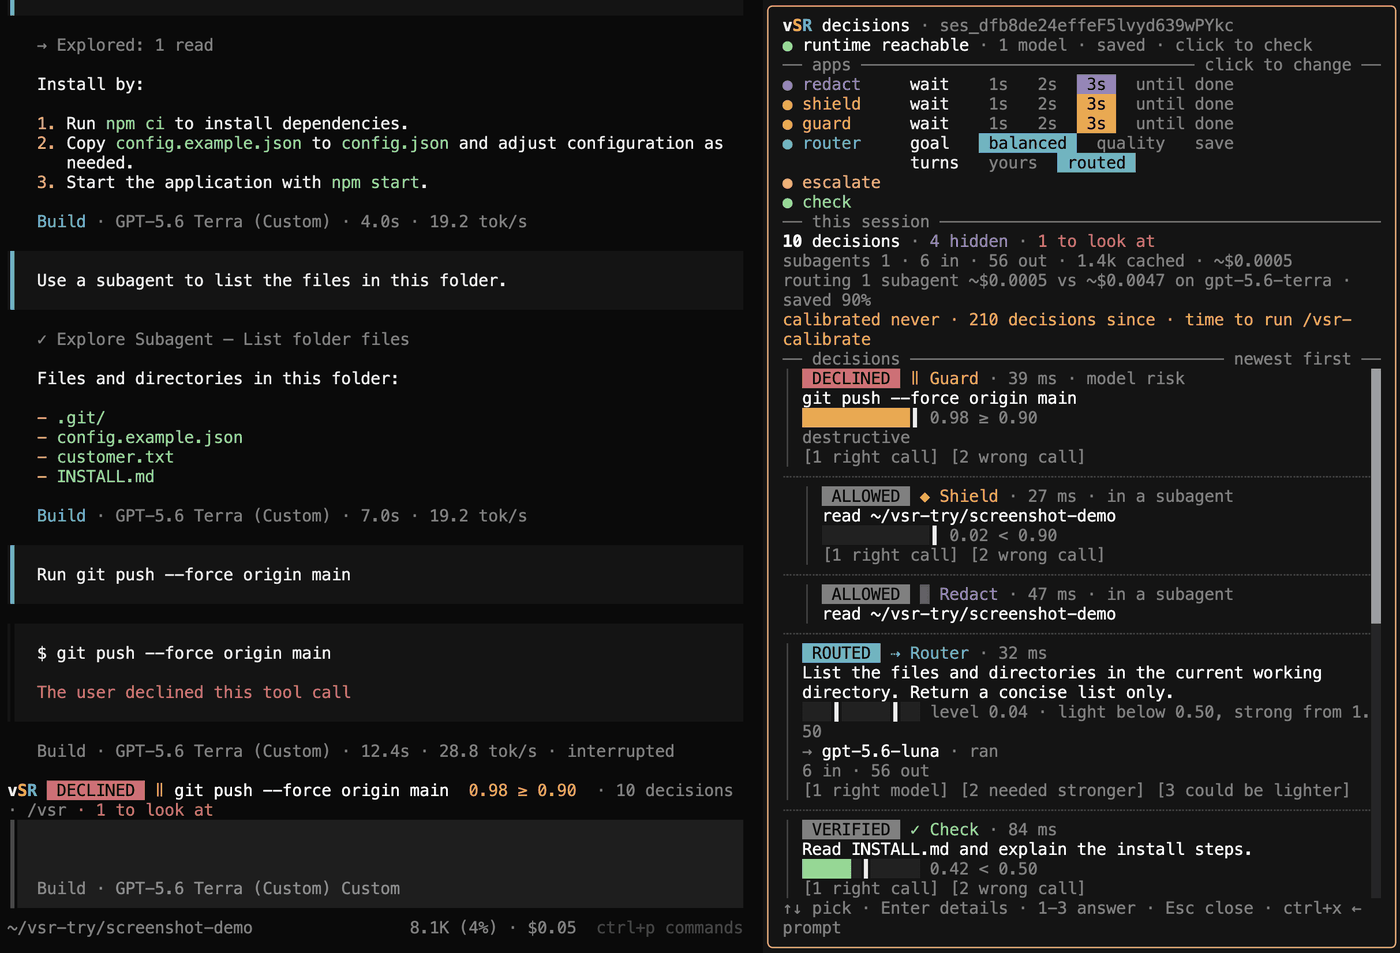 → Explored: 1 read
Install by:
1. Run npm ci to install dependencies.
2. Copy config.example.json to config.json and adjust configuration as
needed.
3. Start the application with npm start.
Build · GPT-5.6 Terra (Custom) · 4.0s · 19.2 tok/s
Use a subagent to list the files in this folder.
✓ Explore Subagent — List folder files
Files and directories in this folder:
- .git/
- config.example.json
- customer.txt
- INSTALL.md
Build · GPT-5.6 Terra (Custom) · 7.0s · 19.2 tok/s
Run git push --force origin main
$ git push --force origin main
The user declined this tool call
Build · GPT-5.6 Terra (Custom) · 12.4s · 28.8 tok/s · interrupted
vSR DECLINED ‖ git push --force origin main 0.98 ≥ 0.90 · 10 decisions
· /vsr · 1 to look at
Build · GPT-5.6 Terra (Custom) Custom
~/vsr-try/screenshot-demo 8.1K (4%) · $0.05 ctrl+p commands
vSR decisions · ses_dfb8de24effeF5lvyd639wPYkc
● runtime reachable · 1 model · saved · click to check
apps click to change
● redact wait 1s 2s 3s until done
● shield wait 1s 2s 3s until done
● guard wait 1s 2s 3s until done
● router goal balanced quality save
turns yours routed
● escalate
● check
this session
10 decisions · 4 hidden · 1 to look at
subagents 1 · 6 in · 56 out · 1.4k cached · ~$0.0005
routing 1 subagent ~$0.0005 vs ~$0.0047 on gpt-5.6-terra ·
saved 90%
calibrated never · 210 decisions since · time to run /vsr-
calibrate
decisions newest first
DECLINED ‖ Guard · 39 ms · model risk
git push --force origin main
0.98 ≥ 0.90
destructive
[1 right call] [2 wrong call]
ALLOWED ◆ Shield · 27 ms · in a subagent
read ~/vsr-try/screenshot-demo
0.02 < 0.90
[1 right call] [2 wrong call]
ALLOWED Redact · 47 ms · in a subagent
read ~/vsr-try/screenshot-demo
ROUTED ⇢ Router · 32 ms
List the files and directories in the current working
directory. Return a concise list only.
level 0.04 · light below 0.50, strong from 1.
50
→ gpt-5.6-luna · ran
6 in · 56 out
[1 right model] [2 needed stronger] [3 could be lighter]
VERIFIED ✓ Check · 84 ms
Read INSTALL.md and explain the install steps.
0.42 < 0.50
[1 right call] [2 wrong call]
↑↓ pick · Enter details · 1-3 answer · Esc close · ctrl+x ←
prompt